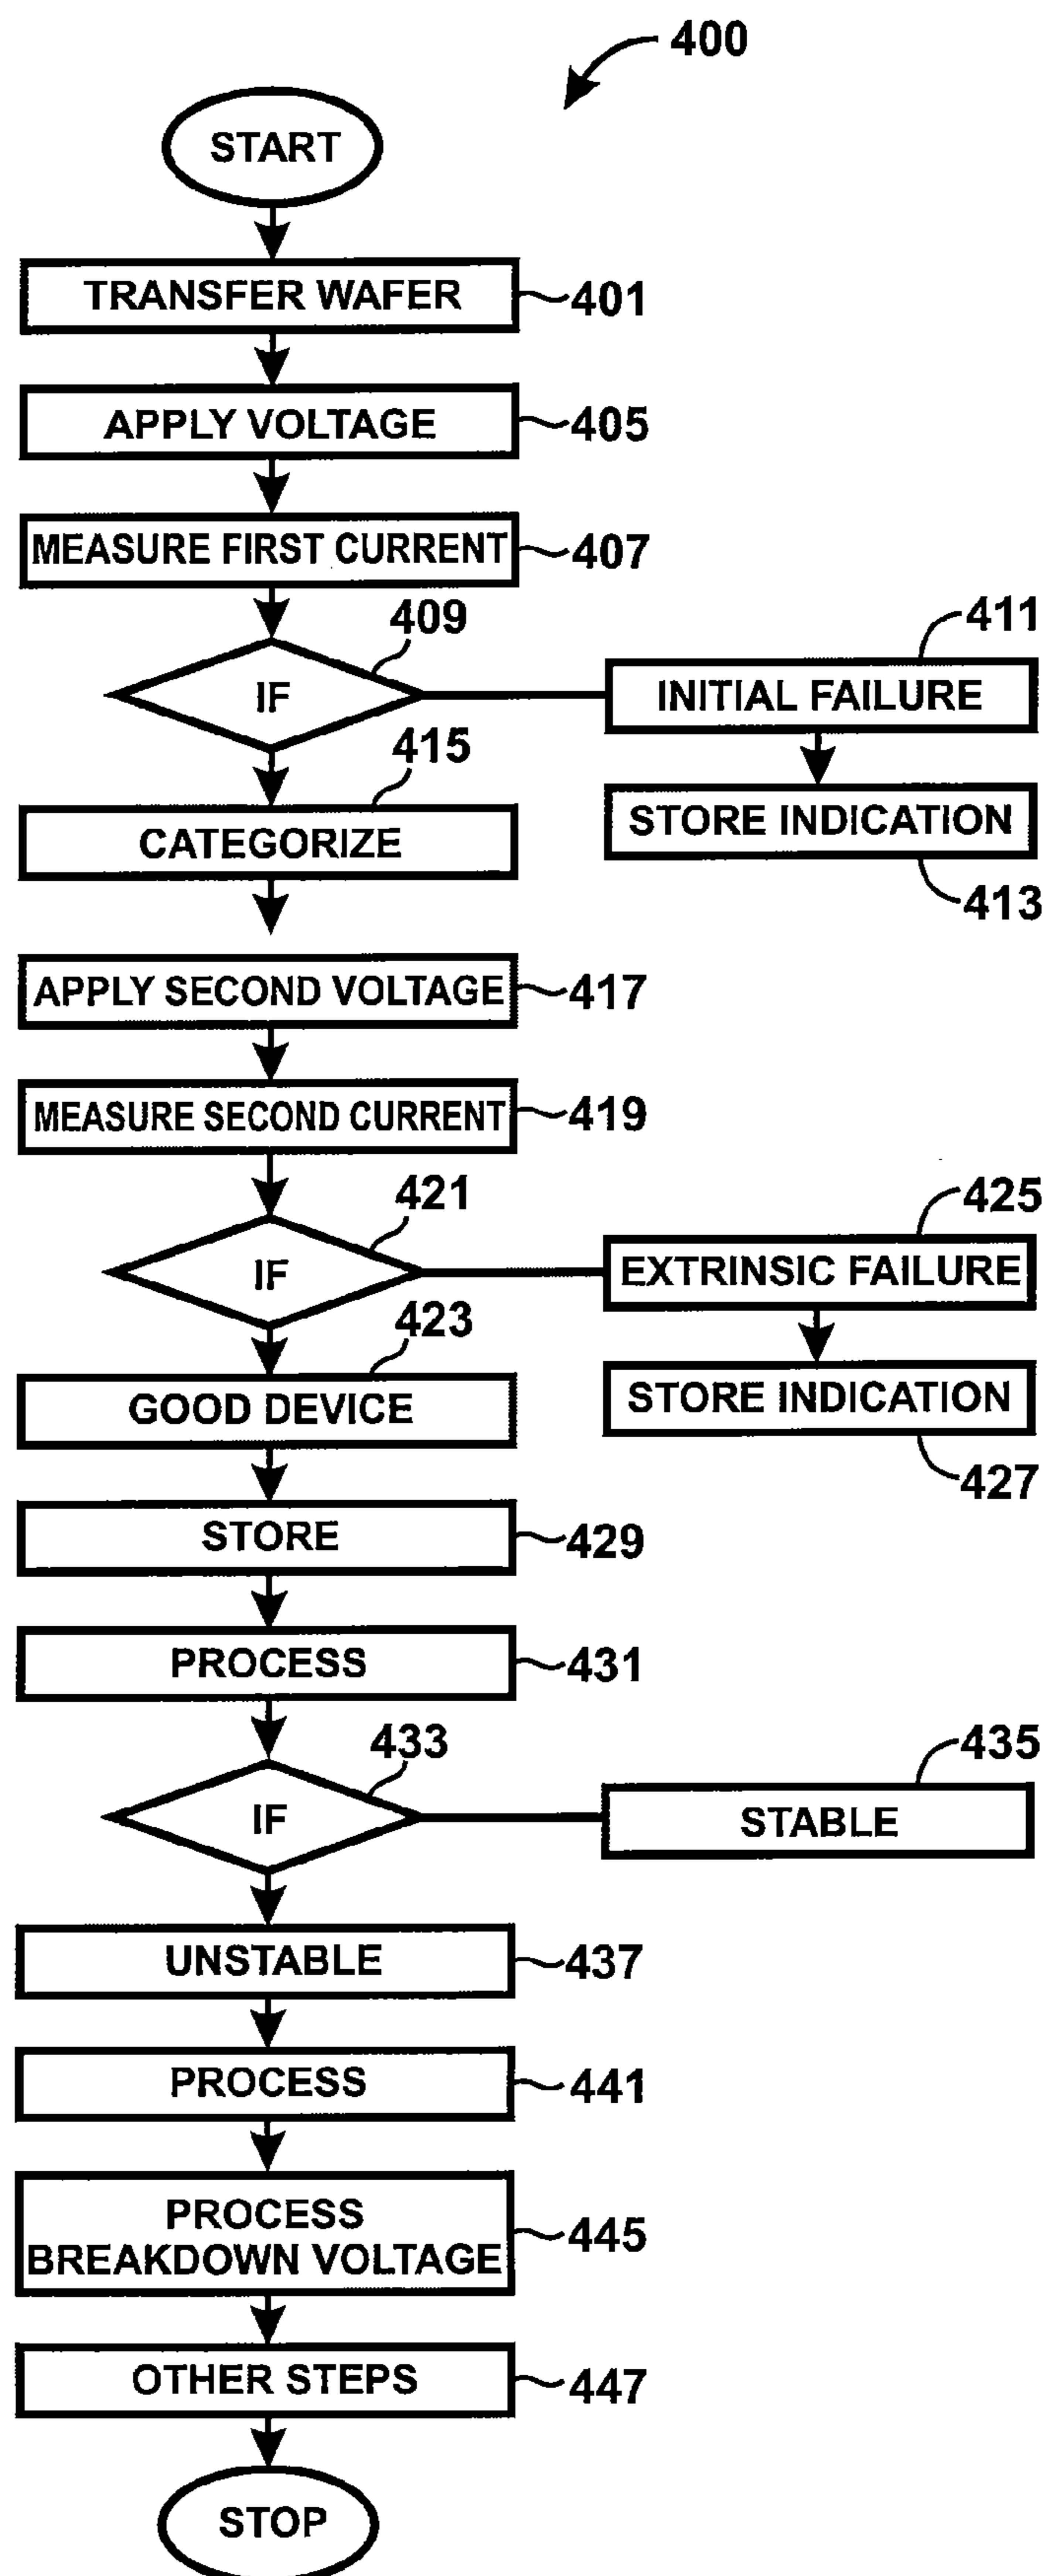 400
START
TRANSFER WAFER
401
APPLY VOLTAGE
405
MEASURE FIRST CURRENT
407
409
IF
411
INITIAL FAILURE
STORE INDICATION
413
415
CATEGORIZE
APPLY SECOND VOLTAGE
417
MEASURE SECOND CURRENT
419
421
IF
425
EXTRINSIC FAILURE
STORE INDICATION
427
423
GOOD DEVICE
STORE
429
PROCESS
431
433
IF
435
STABLE
UNSTABLE
437
PROCESS
441
PROCESS
BREAKDOWN VOLTAGE
445
OTHER STEPS
447
STOP